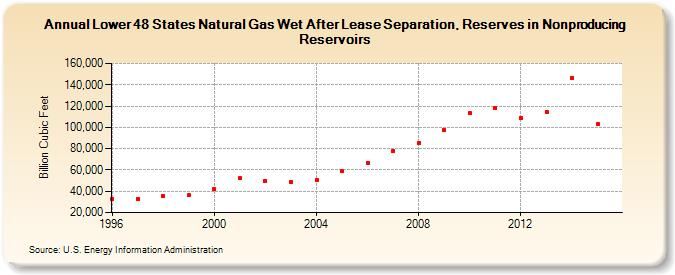 Annual Lower 48 States Natural Gas Wet After Lease Separation, Reserves in Nonproducing
Reservoirs
160,000
140,000
120,000
100,000
80,000
60,000
40,000
20,000
Billion Cubic Feet
1996 2000 2004 2008 2012
Source: U.S. Energy Information Administration